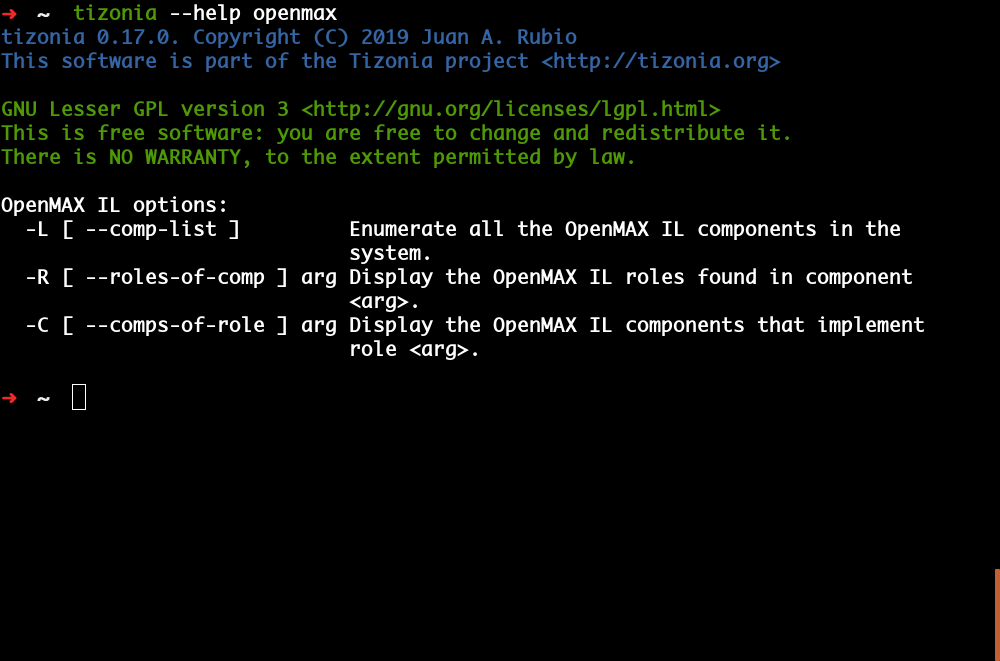 ➜  ~  tizonia --help openmax
tizonia 0.17.0. Copyright (C) 2019 Juan A. Rubio
This software is part of the Tizonia project <http://tizonia.org>

GNU Lesser GPL version 3 <http://gnu.org/licenses/lgpl.html>
This is free software: you are free to change and redistribute it.
There is NO WARRANTY, to the extent permitted by law.

OpenMAX IL options:
  -L [ --comp-list ]         Enumerate all the OpenMAX IL components in the
                             system.
  -R [ --roles-of-comp ] arg Display the OpenMAX IL roles found in component
                             <arg>.
  -C [ --comps-of-role ] arg Display the OpenMAX IL components that implement
                             role <arg>.

➜  ~